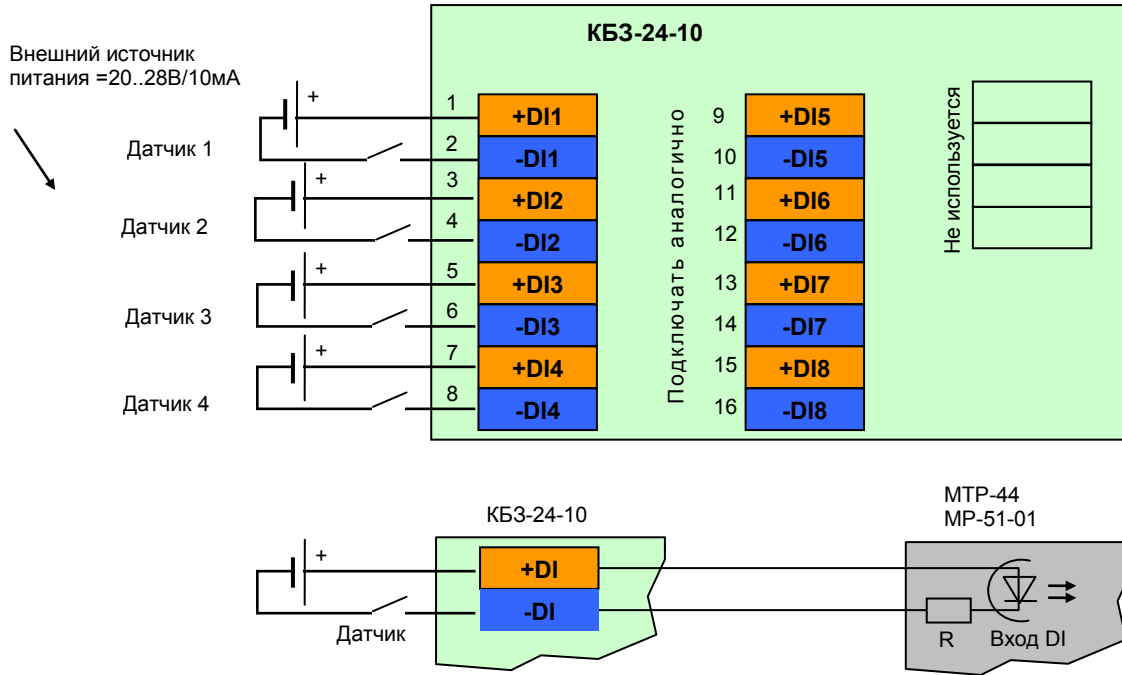 КБЗ-24-10
Внешний источник
питания =20..28В/10мА
Датчик 1
Датчик 2
Датчик 3
Датчик 4
+
+
+
+
1
2
3
4
5
6
7
8
+DI1
-DI1
+DI2
-DI2
+DI3
-DI3
+DI4
-DI4
Подключать аналогично
9
10
11
12
13
14
15
16
+DI5
-DI5
+DI6
-DI6
+DI7
-DI7
+DI8
-DI8
Не используется
КБЗ-24-10
МТР-44
МР-51-01
+
Датчик
+DI
-DI
R
Вход DI